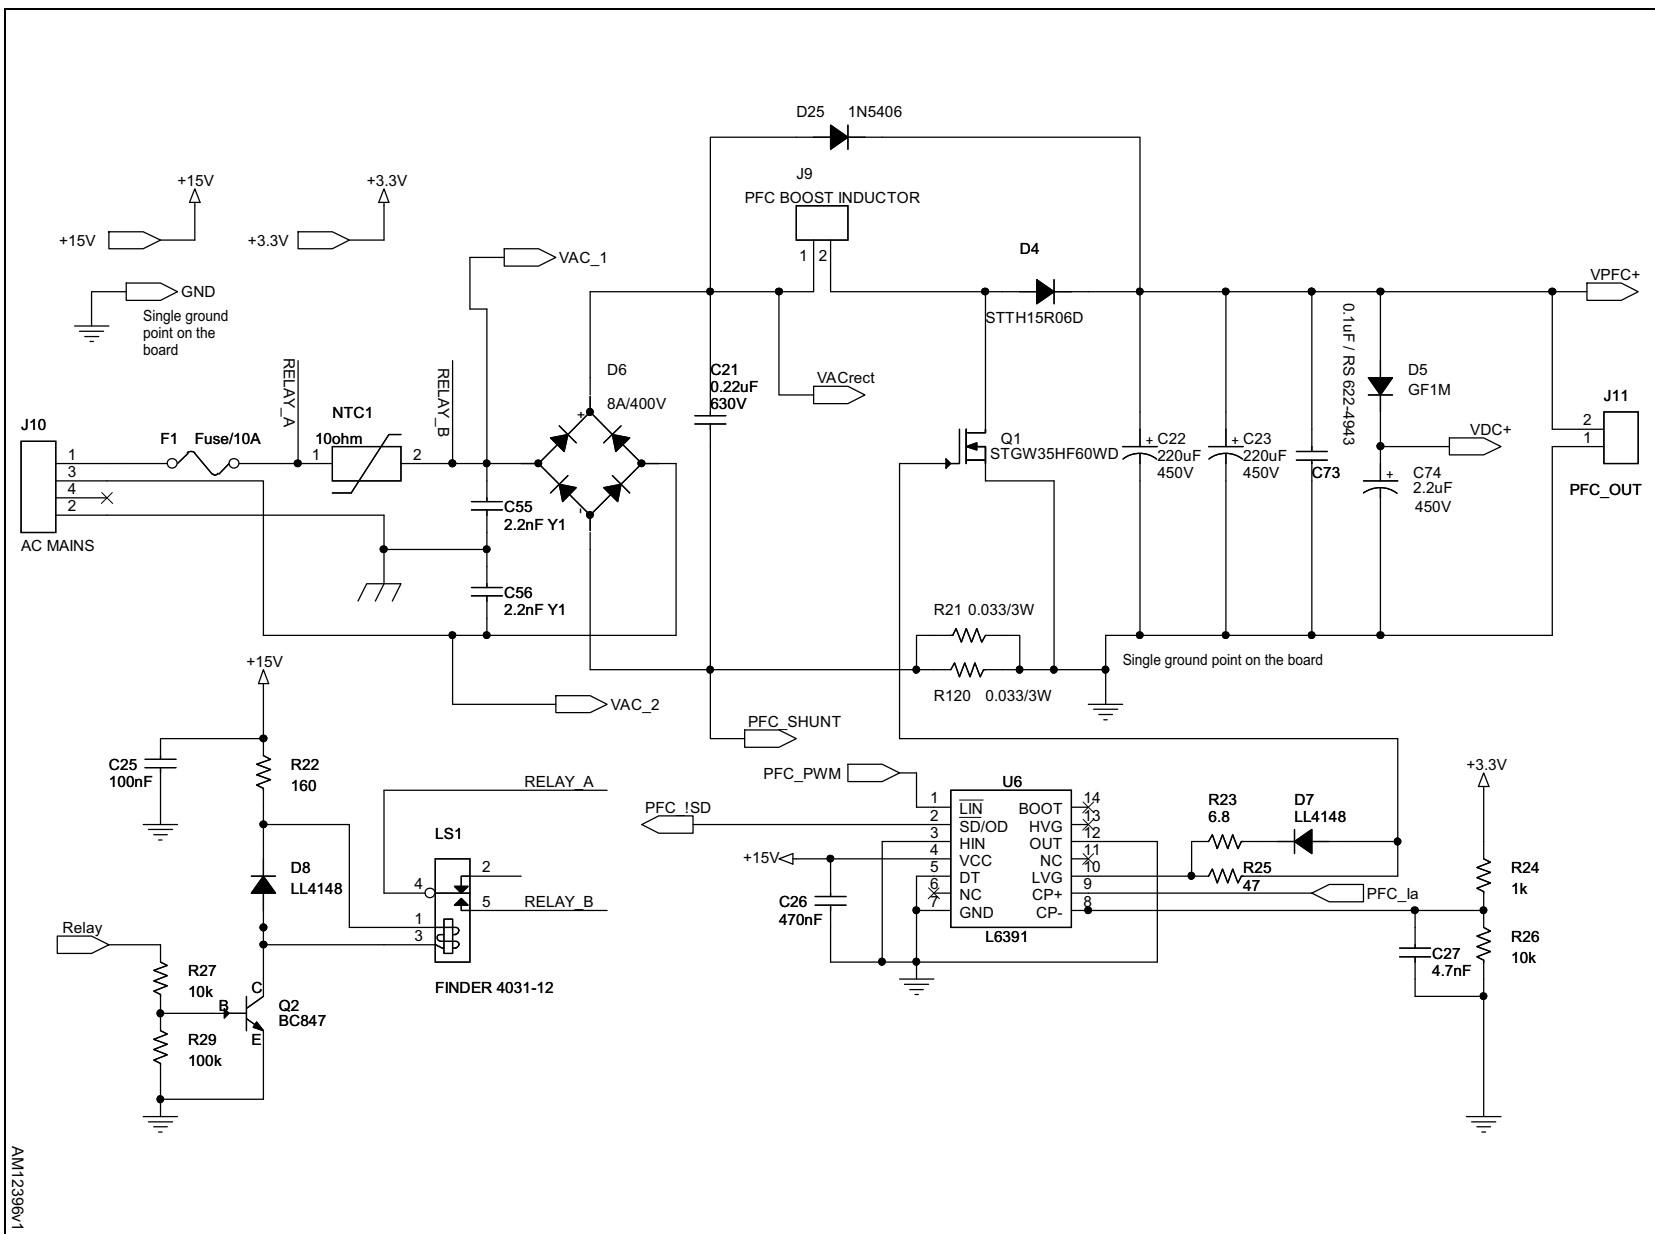 D25 1N5406
J9
PFC BOOST INDUCTOR
1 2
+15V
+15V
+3.3V
+3.3V
GND
Single ground
point on the
board
VAC_1
D4
STTH15R06D
VPFC+
RELAY_A
RELAY_B
D6
8A/400V
+
-
C21
0.22uF
630V
VACrect
0.1uF / RS 622-4943
D5
GF1M
J11
2
1
PFC_OUT
J10
1
3
4
2
AC MAINS
F1 Fuse/10A
NTC1
10ohm
1
2
Q1
STGW35HF60WD
+ C22
220uF
450V
+ C23
220uF
450V
C73
VDC+
+ C74
2.2uF
450V
C55
2.2nF Y1
C56
2.2nF Y1
R21 0.033/3W
R120 0.033/3W
Single ground point on the board
VAC_2
PFC_SHUNT
+15V
C25
100nF
R22
160
RELAY_A
LS1
4
2
5
RELAY_B
1
3
FINDER 4031-12
D8
LL4148
Relay
R27
10k
R29
100k
B
C
E
Q2
BC847
PFC_PWM
PFC_!SD
+15V
C26
470nF
U6
1 LIN BOOT 14
2 SD/OD HVG 13
3 HIN OUT 12
4 VCC NC 11
5 DT LVG 10
6 NC CP+ 9
7 GND CP- 8
L6391
R23
6.8
D7
LL4148
R25
47
PFC_Ia
+3.3V
R24
1k
R26
10k
C27
4.7nF
AM12396v1